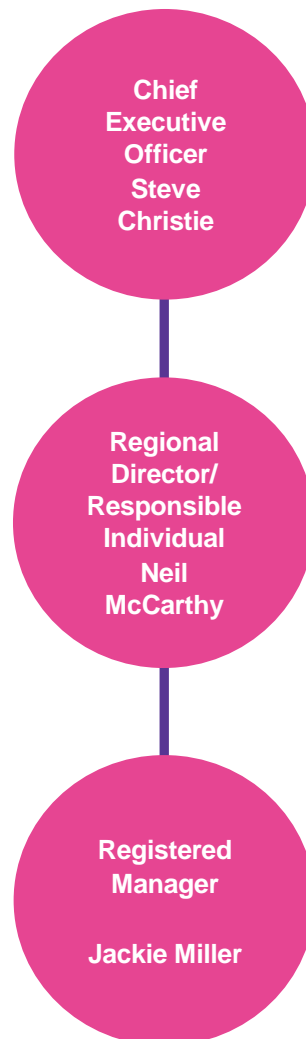 Chief
Executive
Officer
Steve
Christie
Regional
Director/
Responsible
Individual
Neil
McCarthy
Registered
Manager
Jackie Miller